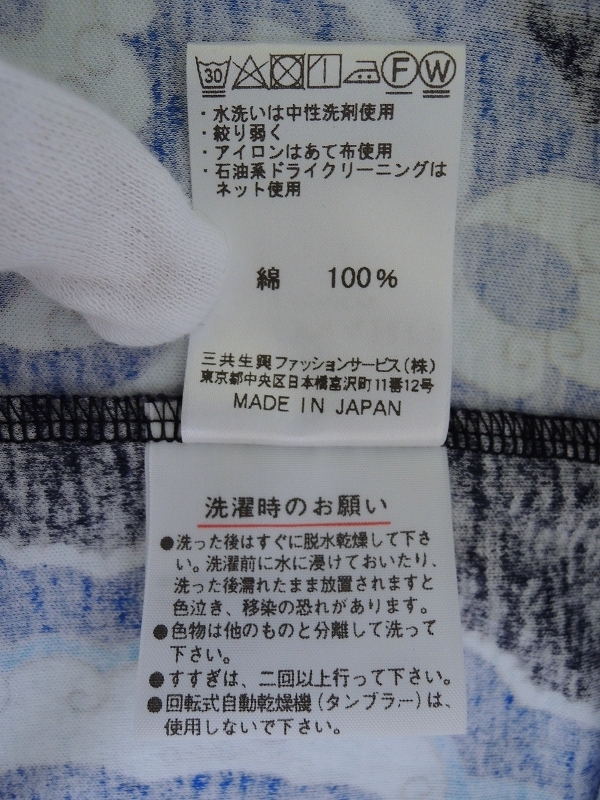 30
F W
・水洗いは中性洗剤使用
・絞り弱く
・アイロンはあて布使用
・石油系ドライクリーニングは
ネット使用
綿 100%
三共生興ファッションサービス(株)
東京都中央区日本橋富沢町11番12号
MADE IN JAPAN
洗濯時のお願い
●洗った後はすぐに脱水乾燥して下さ
い。洗濯前に水に浸けておいたり、
洗った後濡れたまま放置されますと
色泣き、移染の恐れがあります。
●色物は他のものと分離して洗って
下さい。
●すすぎは、二回以上行って下さい。
●回転式自動乾燥機(タンブラー)は、
使用しないで下さい。